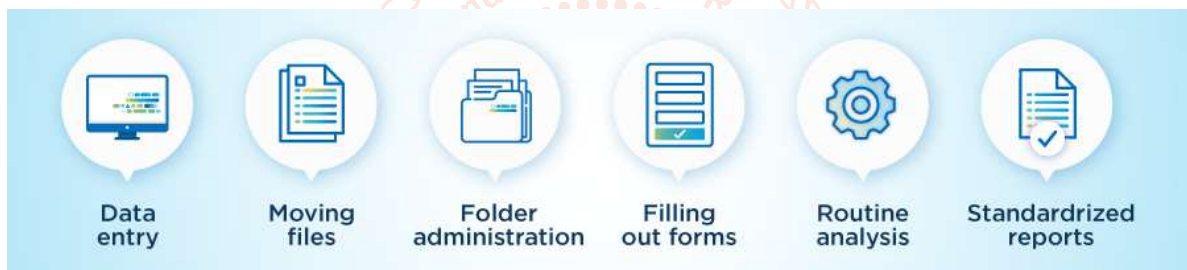 Data
entry
Moving
files
Folder
administration
Filling
out forms
Routine
analysis
Standardrized
reports